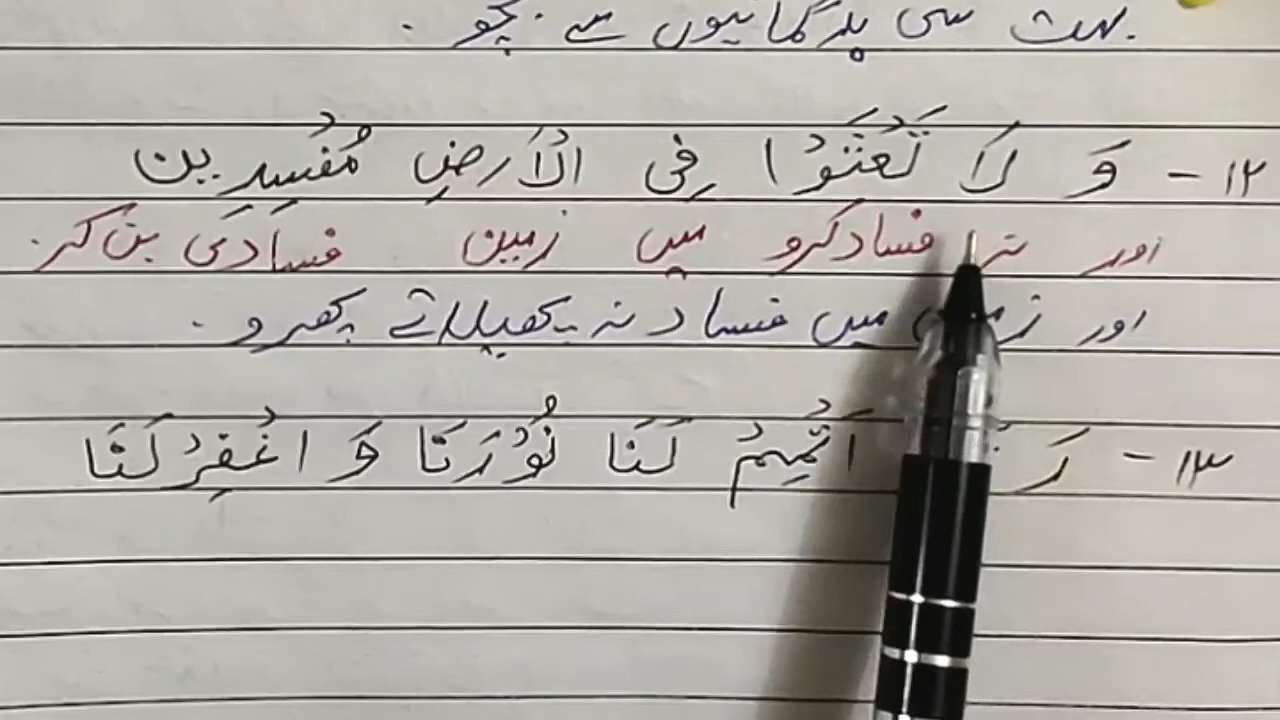 بہت سی بدگمانیوں سے بچو ۔
۱۲ - وَ لَا تَعْثَوْا فِی الْاَرْضِ مُفْسِدِین
اور نہ فساد کرو میں زمین فسادی بن کر ۔
اور میں فساد نہ پھیلاتے پھرو ۔
۱۳ - اَتْمِمْ لَنَا نُوْرَنَا وَ اغْفِرْ لَنَا